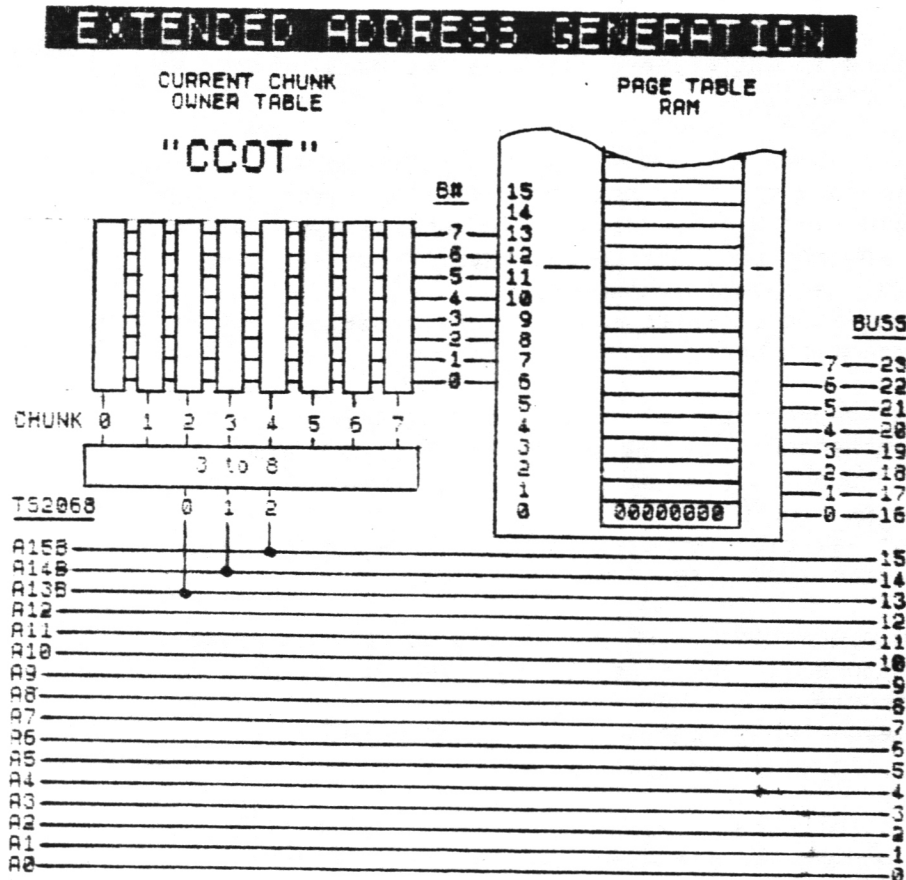 EXTENDED ADDRESS GENERATION
CURRENT CHUNK
OWNER TABLE
"CCOT"
PAGE TABLE
RAM
B#
15
14
7 13
6 12
5 11
4 10
3 9
2 8
1 7
0 6
5
4
3
2
1
0 00000000
BUSS
7 23
6 22
5 21
4 20
3 19
2 18
1 17
0 16
CHUNK 0 1 2 3 4 5 6 7
3 to 8
TS2068 0 1 2
A15B 15
A14B 14
A13B 13
A12 12
A11 11
A10 10
A9 9
A8 8
A7 7
A6 6
A5 5
A4 4
A3 3
A2 2
A1 1
A0 0